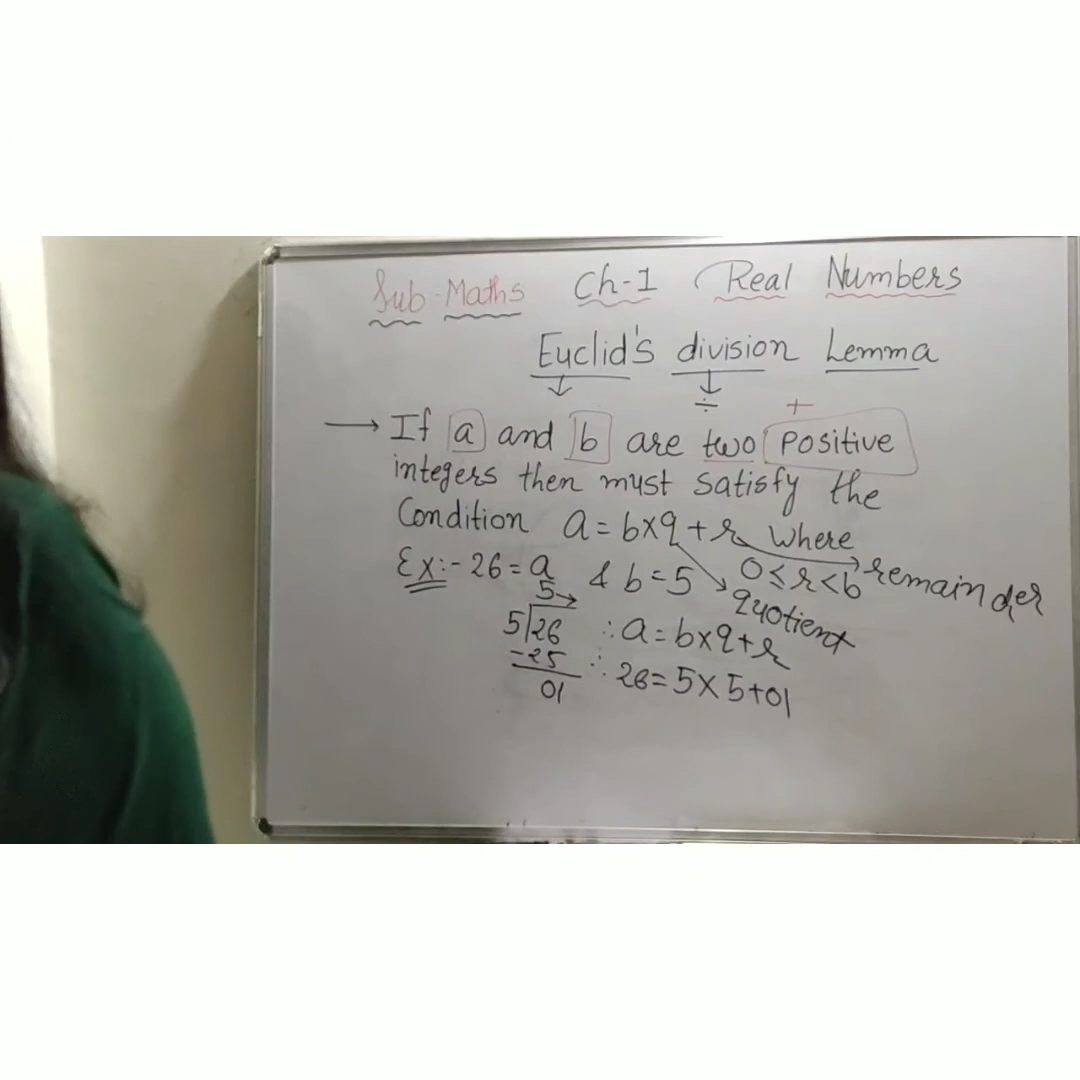 Sub - Maths Ch-1 Real Numbers
Euclid's division Lemma
÷ +
→ If a and b are two positive
integers then must satisfy the
Condition a = b×q + r where
Ex:- 26 = a & b = 5 0 ≤ r < b remainder
quotient
5
5 26 ∴ a = b×q+r
-25 ∴ 26 = 5 × 5 + 01
01